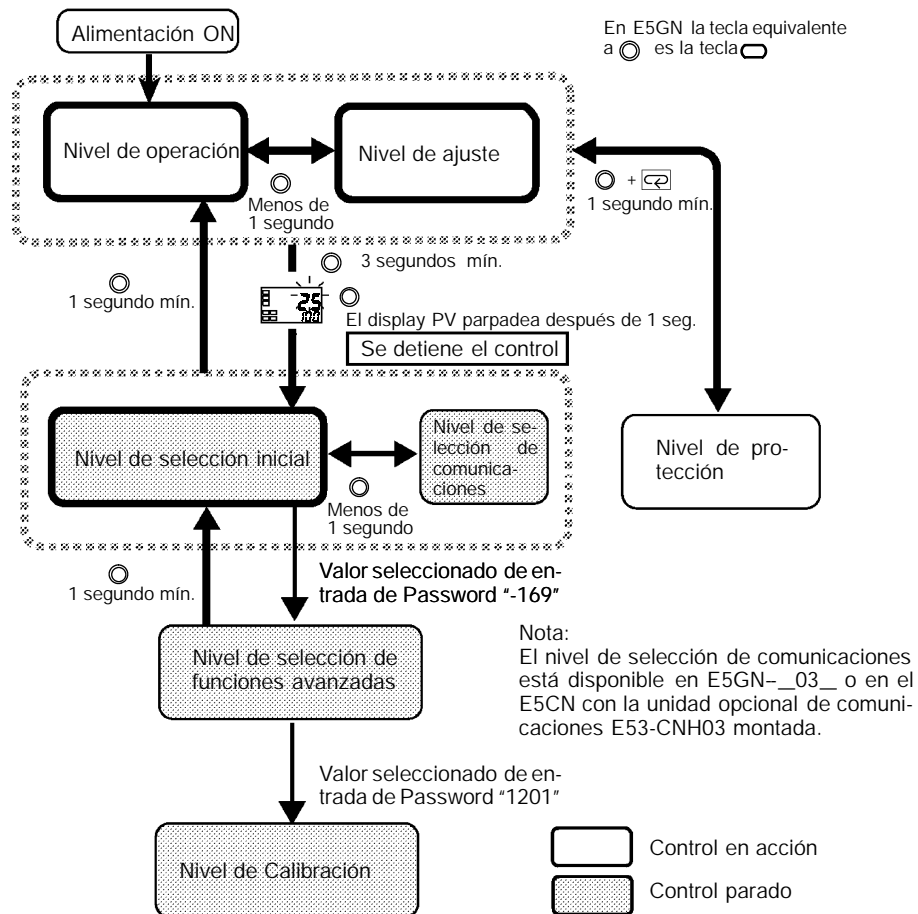 Alimentación ON
En E5GN la tecla equivalente
a es la tecla
Nivel de operación
Nivel de ajuste
Menos de
1 segundo
+
1 segundo mín.
3 segundos mín.
1 segundo mín.
25
100
El display PV parpadea después de 1 seg.
Se detiene el control
Nivel de selección inicial
Nivel de se-
lección de
comunica-
ciones
Nivel de pro-
tección
Menos de
1 segundo
1 segundo mín.
Valor seleccionado de en-
trada de Password "-169"
Nivel de selección de
funciones avanzadas
Nota:
El nivel de selección de comunicaciones
está disponible en E5GN-_03_ o en el
E5CN con la unidad opcional de comuni-
caciones E53-CNH03 montada.
Valor seleccionado de en-
trada de Password "1201"
Nivel de Calibración
Control en acción
Control parado